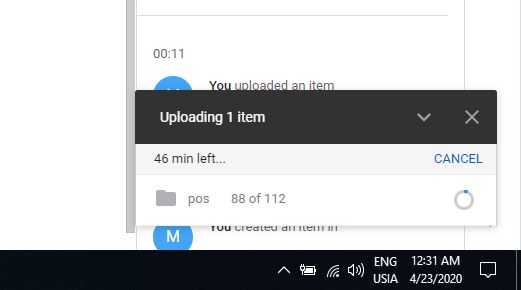 00:11
You uploaded an item
Uploading 1 item
46 min left...
CANCEL
pos 88 of 112
M
You created an item in
ENG 12:31 AM
USIA 4/23/2020